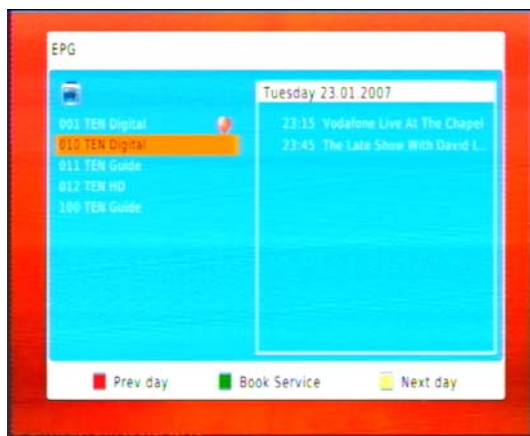 EPG
Tuesday 23.01.2007
001 TEN Digital
010 TEN Digital
011 TEN Guide
012 TEN HD
100 TEN Guide
23:15 Vodafone Live At The Chapel
23:45 The Late Show With David L...
Prev day
Book Service
Next day